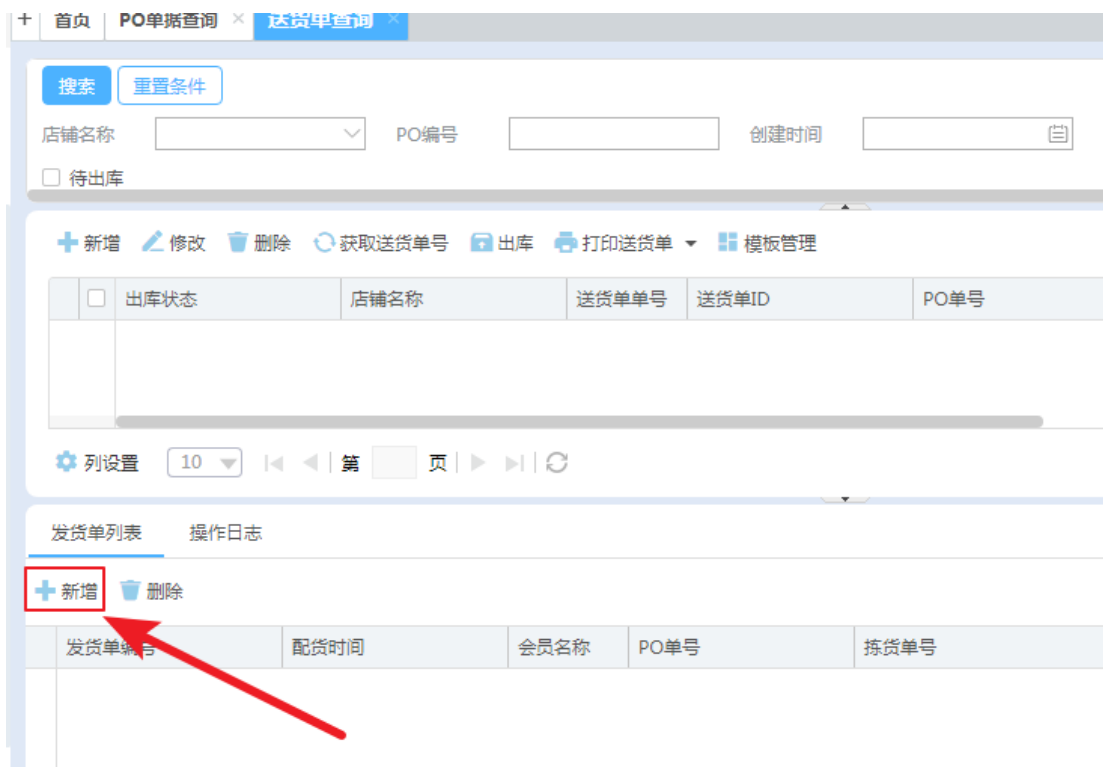 + 首页 PO单据查询 × 送货单查询 ×
搜索 重置条件
店铺名称 PO编号 创建时间
待出库
新增 修改 删除 获取送货单号 出库 打印送货单 模板管理
出库状态 店铺名称 送货单单号 送货单ID PO单号
列设置 10 第 页
发货单列表 操作日志
新增 删除
发货单编号 配货时间 会员名称 PO单号 拣货单号